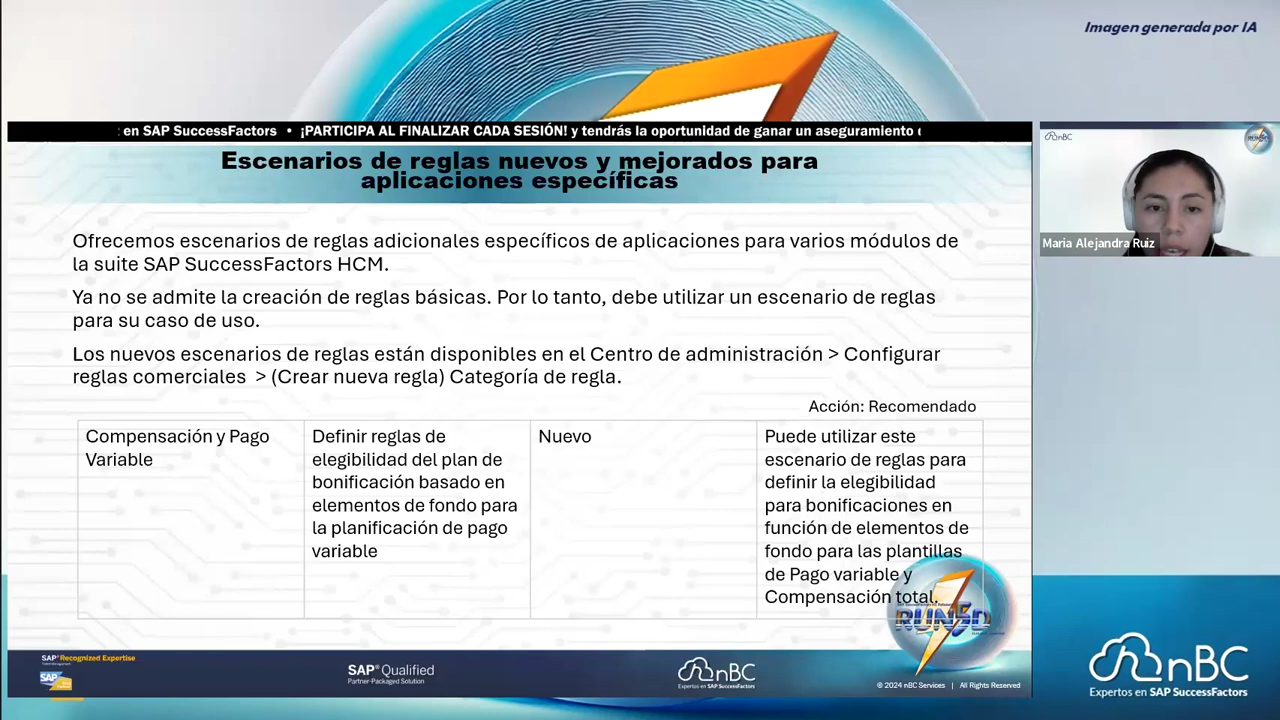 Imagen generada por IA
en SAP SuccessFactors • ¡PARTICIPA AL FINALIZAR CADA SESIÓN! y tendrás la oportunidad de ganar un aseguramiento
Escenarios de reglas nuevos y mejorados para
aplicaciones específicas
nBC
Maria Alejandra Ruiz
Ofrecemos escenarios de reglas adicionales específicos de aplicaciones para varios módulos de
la suite SAP SuccessFactors HCM.
Ya no se admite la creación de reglas básicas. Por lo tanto, debe utilizar un escenario de reglas
para su caso de uso.
Los nuevos escenarios de reglas están disponibles en el Centro de administración > Configurar
reglas comerciales > (Crear nueva regla) Categoría de regla.
Acción: Recomendado
Compensación y Pago
Variable
Definir reglas de
elegibilidad del plan de
bonificación basado en
elementos de fondo para
la planificación de pago
variable
Nuevo
Puede utilizar este
escenario de reglas para
definir la elegibilidad
para bonificaciones en
función de elementos de
fondo para las plantillas
de Pago variable y
Compensación total.
SAP® Recognized Expertise
SAP
SAP® Qualified
Partner-Packaged Solution
nBC
Expertos en SAP SuccessFactors
© 2024 nBC Services | All Rights Reserved
nBC
Expertos en SAP SuccessFactors